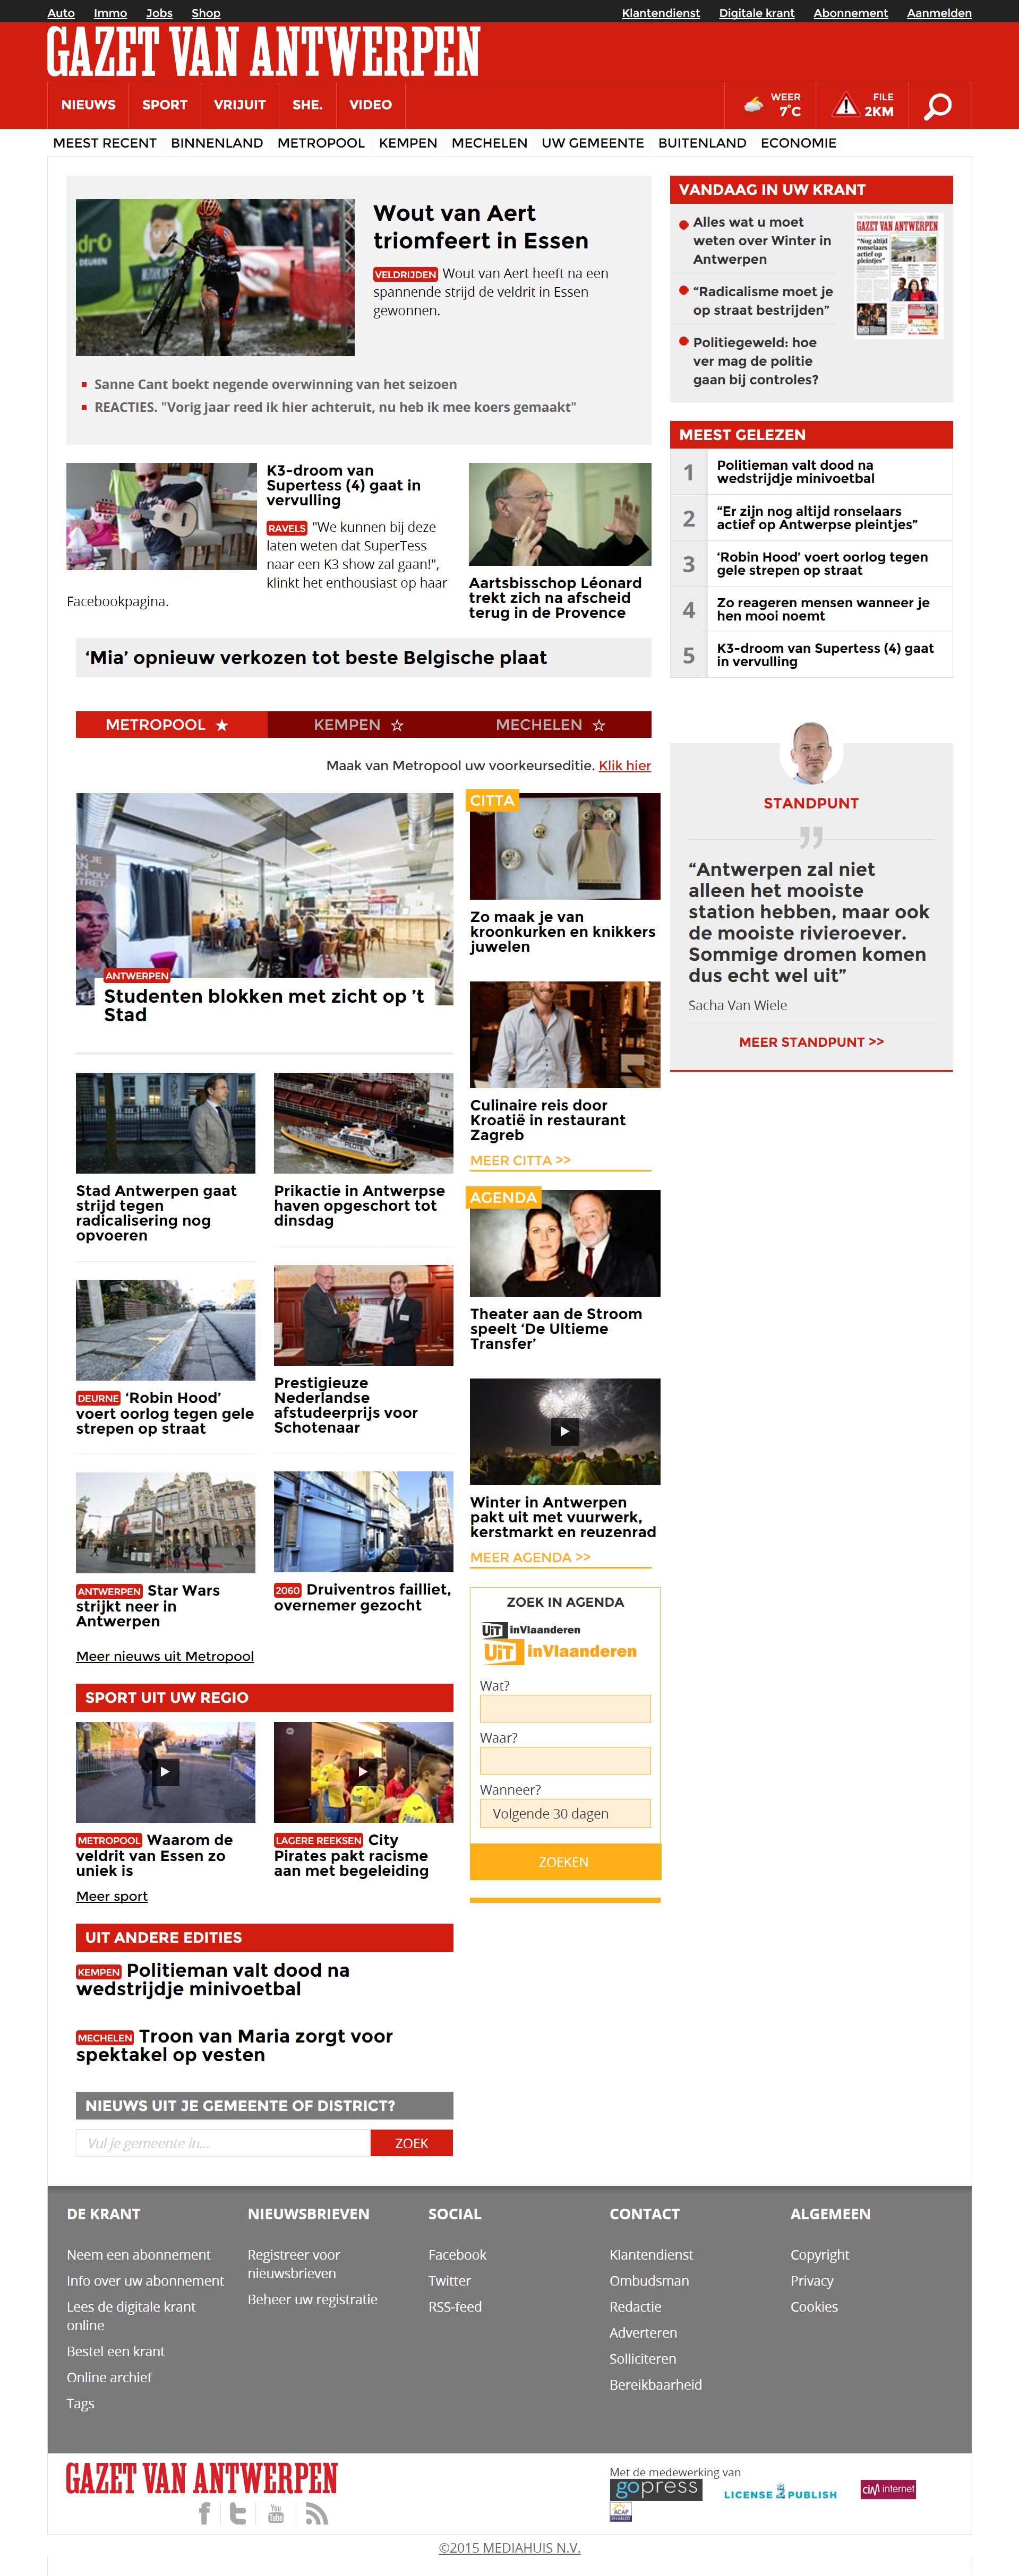 Auto Immo Jobs Shop Klantendienst Digitale krant Abonnement Aanmelden
GAZET VAN ANTWERPEN
NIEUWS SPORT VRIJUIT SHE. VIDEO WEER 7°C FILE 2KM
MEEST RECENT BINNENLAND METROPOOL KEMPEN MECHELEN UW GEMEENTE BUITENLAND ECONOMIE
Wout van Aert
triomfeert in Essen
VELDRIJDEN Wout van Aert heeft na een
spannende strijd de veldrit in Essen
gewonnen.
Sanne Cant boekt negende overwinning van het seizoen
REACTIES. "Vorig jaar reed ik hier achteruit, nu heb ik mee koers gemaakt"
K3-droom van
Supertess (4) gaat in
vervulling
RAVELS "We kunnen bij deze
laten weten dat SuperTess
naar een K3 show zal gaan!",
klinkt het enthousiast op haar
Facebookpagina.
Aartsbisschop Léonard
trekt zich na afscheid
terug in de Provence
‘Mia’ opnieuw verkozen tot beste Belgische plaat
VANDAAG IN UW KRANT
Alles wat u moet
weten over Winter in
Antwerpen
“Radicalisme moet je
op straat bestrijden”
Politiegeweld: hoe
ver mag de politie
gaan bij controles?
GAZET VAN ANTWERPEN
"Nog altijd
ronselaars
actief op
pleintjes"
MEEST GELEZEN
1 Politieman valt dood na
wedstrijdje minivoetbal
2 “Er zijn nog altijd ronselaars
actief op Antwerpse pleintjes”
3 ‘Robin Hood’ voert oorlog tegen
gele strepen op straat
4 Zo reageren mensen wanneer je
hen mooi noemt
5 K3-droom van Supertess (4) gaat
in vervulling
METROPOOL KEMPEN MECHELEN
Maak van Metropool uw voorkeurseditie. Klik hier
ANTWERPEN
Studenten blokken met zicht op ’t
Stad
CITTA
Zo maak je van
kroonkurken en knikkers
juwelen
Culinaire reis door
Kroatië in restaurant
Zagreb
MEER CITTA >>
STANDPUNT
“Antwerpen zal niet
alleen het mooiste
station hebben, maar ook
de mooiste rivieroever.
Sommige dromen komen
dus echt wel uit”
Sacha Van Wiele
MEER STANDPUNT >>
Stad Antwerpen gaat
strijd tegen
radicalisering nog
opvoeren
Prikactie in Antwerpse
haven opgeschort tot
dinsdag
DEURNE ‘Robin Hood’
voert oorlog tegen gele
strepen op straat
Prestigieuze
Nederlandse
afstudeerprijs voor
Schotenaar
ANTWERPEN Star Wars
strijkt neer in
Antwerpen
2060 Druiventros failliet,
overnemer gezocht
Meer nieuws uit Metropool
AGENDA
Theater aan de Stroom
speelt ‘De Ultieme
Transfer’
Winter in Antwerpen
pakt uit met vuurwerk,
kerstmarkt en reuzenrad
MEER AGENDA >>
ZOEK IN AGENDA
UiT inVlaanderen
UiT inVlaanderen
Wat?
Waar?
Wanneer?
Volgende 30 dagen
ZOEKEN
SPORT UIT UW REGIO
METROPOOL Waarom de
veldrit van Essen zo
uniek is
LAGERE REEKSEN City
Pirates pakt racisme
aan met begeleiding
Meer sport
UIT ANDERE EDITIES
KEMPEN Politieman valt dood na
wedstrijdje minivoetbal
MECHELEN Troon van Maria zorgt voor
spektakel op vesten
NIEUWS UIT JE GEMEENTE OF DISTRICT?
Vul je gemeente in... ZOEK
DE KRANT
Neem een abonnement
Info over uw abonnement
Lees de digitale krant
online
Bestel een krant
Online archief
Tags
NIEUWSBRIEVEN
Registreer voor
nieuwsbrieven
Beheer uw registratie
SOCIAL
Facebook
Twitter
RSS-feed
CONTACT
Klantendienst
Ombudsman
Redactie
Adverteren
Solliciteren
Bereikbaarheid
ALGEMEEN
Copyright
Privacy
Cookies
GAZET VAN ANTWERPEN
You Tube
Met de medewerking van
gopress LICENSE 2 PUBLISH cim internet
ACAP
ENABLED
©2015 MEDIAHUIS N.V.